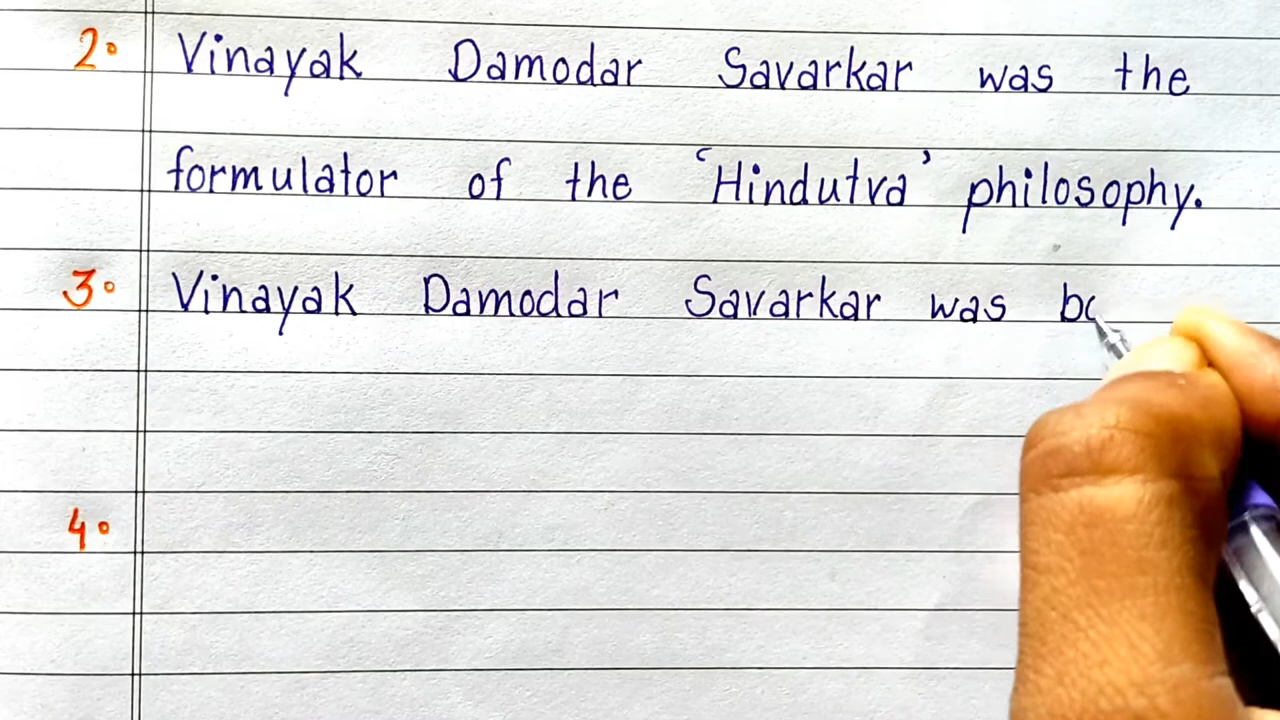 2. Vinayak Damodar Savarkar was the
formulator of the 'Hindutva' philosophy.
3. Vinayak Damodar Savarkar was
4.